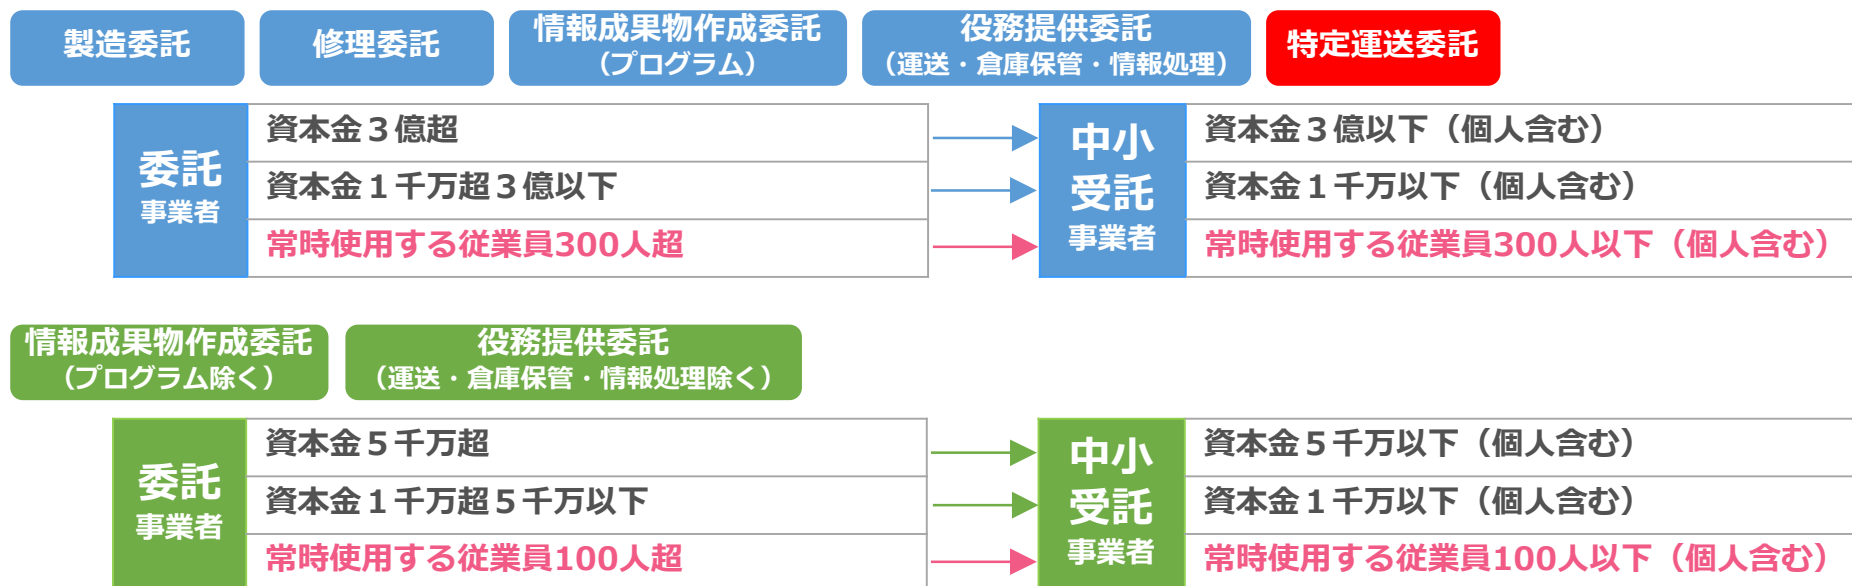 製造委託
修理委託
情報成果物作成委託
（プログラム）
役務提供委託
（運送・倉庫保管・情報処理）
特定運送委託
委託
事業者
資本金３億超
資本金１千万超３億以下
常時使用する従業員300人超
中小
受託
事業者
資本金３億以下（個人含む）
資本金１千万以下（個人含む）
常時使用する従業員300人以下（個人含む）
情報成果物作成委託
（プログラム除く）
役務提供委託
（運送・倉庫保管・情報処理除く）
委託
事業者
資本金５千万超
資本金１千万超５千万以下
常時使用する従業員100人超
中小
受託
事業者
資本金５千万以下（個人含む）
資本金１千万以下（個人含む）
常時使用する従業員100人以下（個人含む）